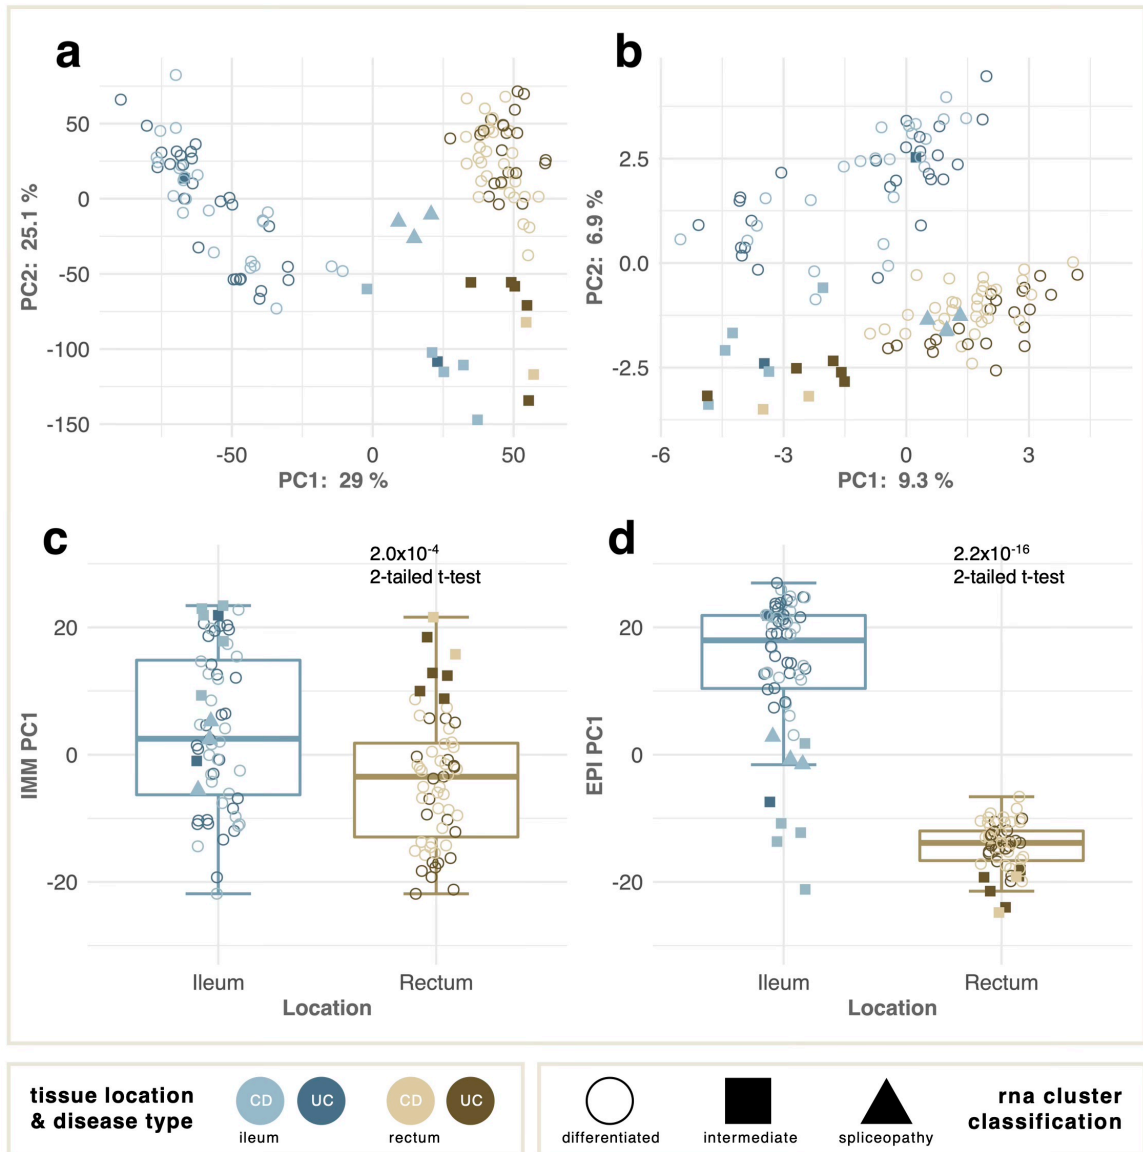 a
50
0
-50
-100
-150
PC2: 25.1 %
-50
0
50
PC1: 29 %
b
2.5
0.0
-2.5
PC2: 6.9 %
-6
-3
0
3
PC1: 9.3 %
c
2.0x10⁻⁴
2-tailed t-test
20
0
-20
IMM PC1
Ileum
Rectum
Location
d
2.2x10⁻¹⁶
2-tailed t-test
20
0
-20
EPI PC1
Ileum
Rectum
Location
tissue location
& disease type
CD
UC
ileum
CD
UC
rectum
differentiated
intermediate
spliceopathy
rna cluster
classification